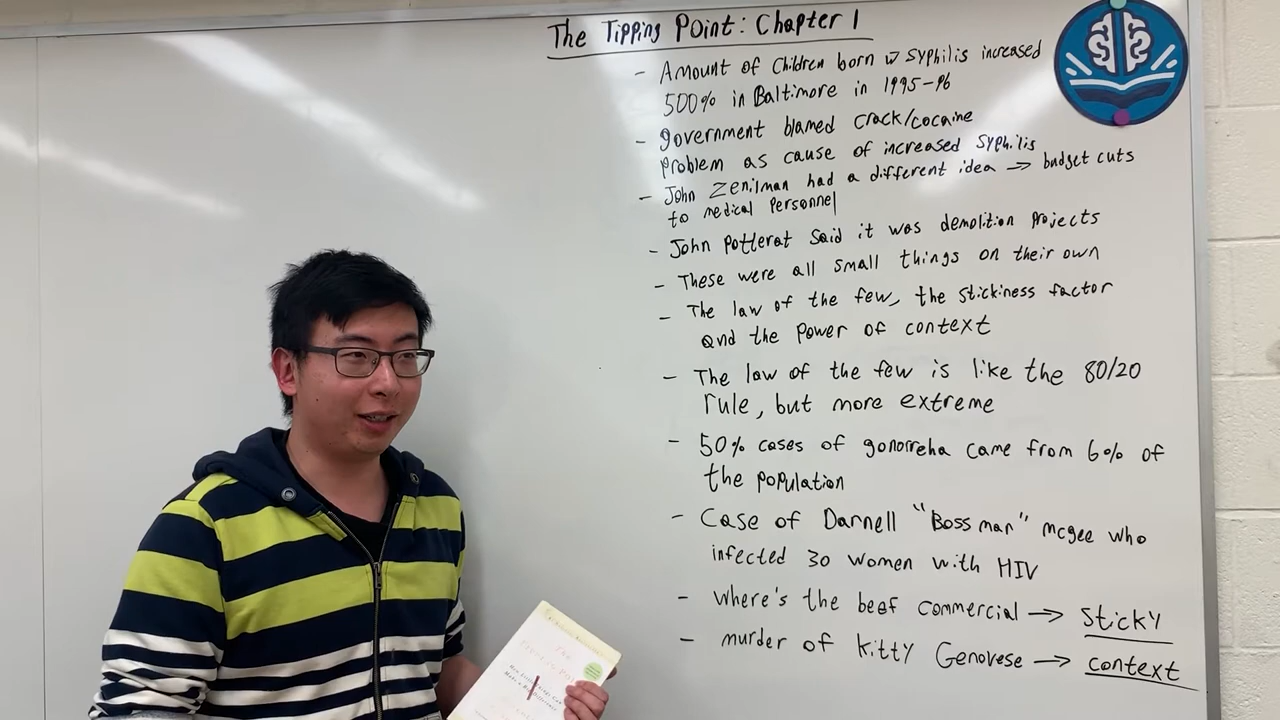 The Tipping Point: Chapter 1
- Amount of Children born w syphilis increased
500% in Baltimore in 1995-96
- government blamed crack/cocaine
problem as cause of increased syphilis
- John Zenilman had a different idea → budget cuts
to medical personnel
- John Potterat said it was demolition projects
- These were all small things on their own
- The law of the few, the stickiness factor
and the power of context
- The law of the few is like the 80/20
rule, but more extreme
- 50% cases of gonorreha came from 6% of
the population
- Case of Darnell "Boss man" mcgee who
infected 30 women with HIV
- where's the beef commercial → sticky
- murder of kitty Genovese → context
The